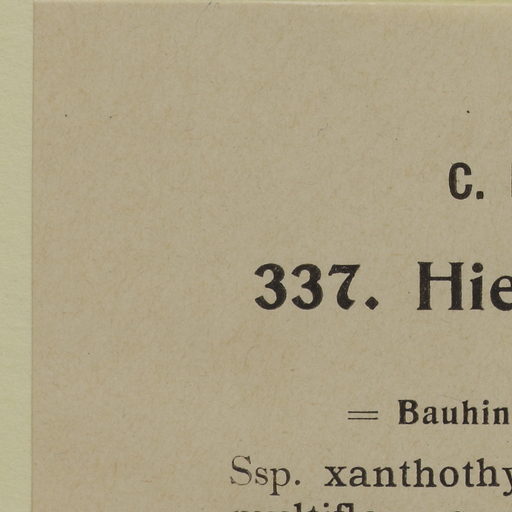 C.
337. Hie
= Bauhin
Ssp. xanthothy